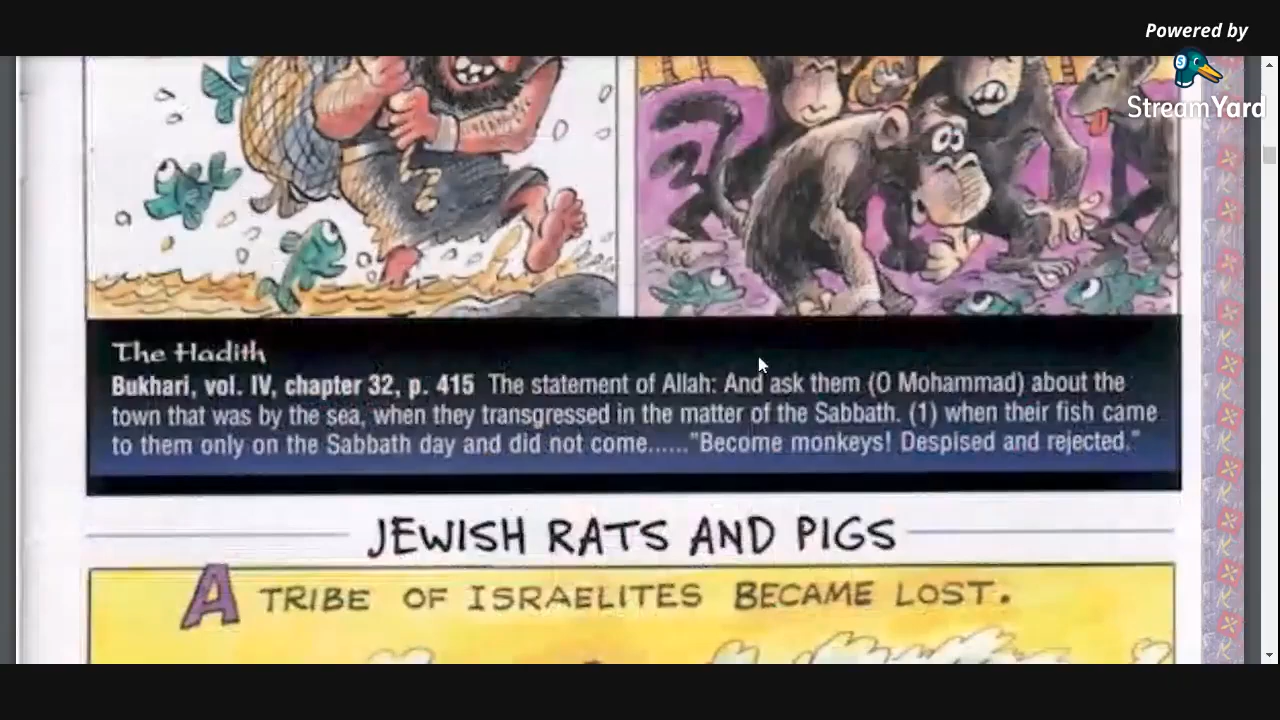 Powered by
StreamYard
The Hadith
Bukhari, vol. IV, chapter 32, p. 415 The statement of Allah: And ask them (O Mohammad) about the
town that was by the sea, when they transgressed in the matter of the Sabbath. (1) when their fish came
to them only on the Sabbath day and did not come...... "Become monkeys! Despised and rejected."
JEWISH RATS AND PIGS
A TRIBE OF ISRAELITES BECAME LOST.